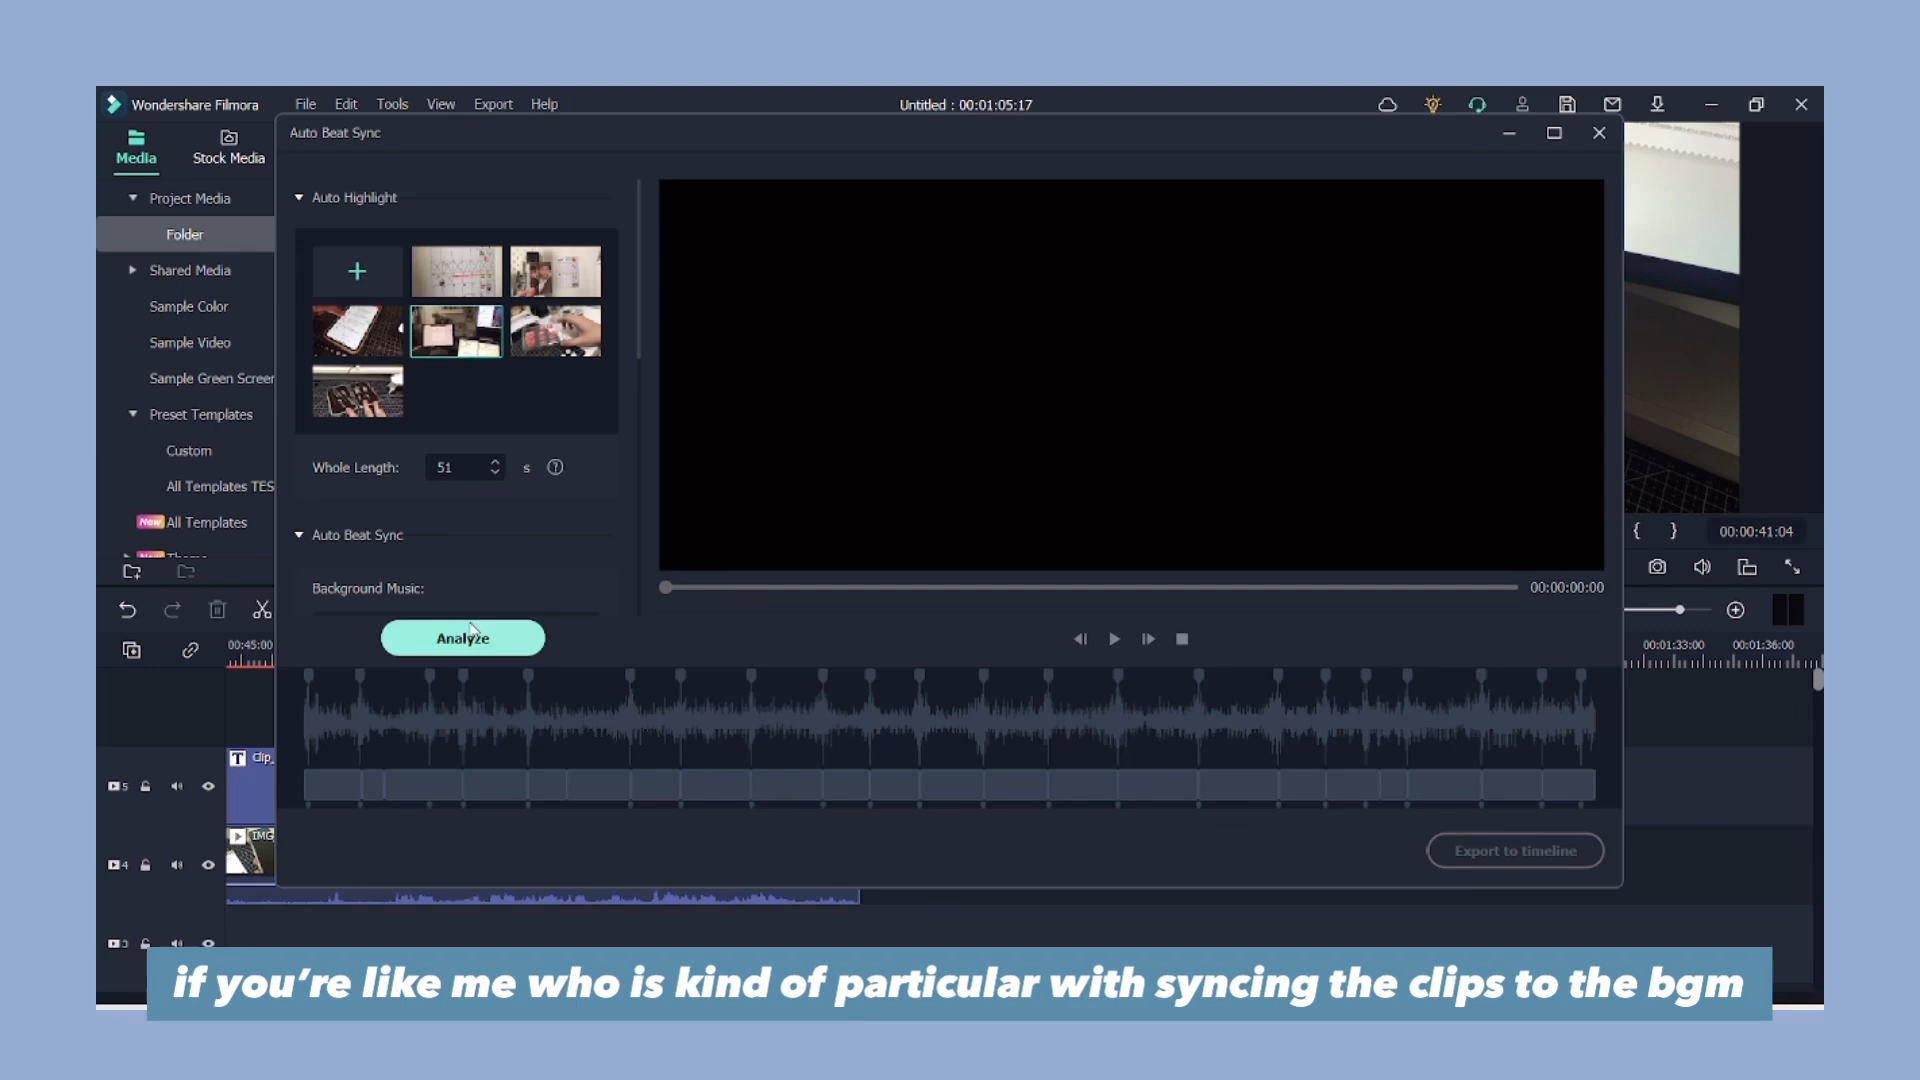 Wondershare Filmora File Edit Tools View Export Help Untitled : 00:01:05:17
Auto Beat Sync
Media Stock Media
Project Media
Folder
Shared Media
Sample Color
Sample Video
Sample Green Screen
Preset Templates
Custom
All Templates TES
New All Templates
Auto Highlight
Whole Length: 51 s ?
Auto Beat Sync
Background Music:
Analyze
00:00:00:00
{ } 00:00:41:04
00:45:00
00:01:33:00 00:01:36:00
T Clip_
5
IMG
4
Export to timeline
if you're like me who is kind of particular with syncing the clips to the bgm